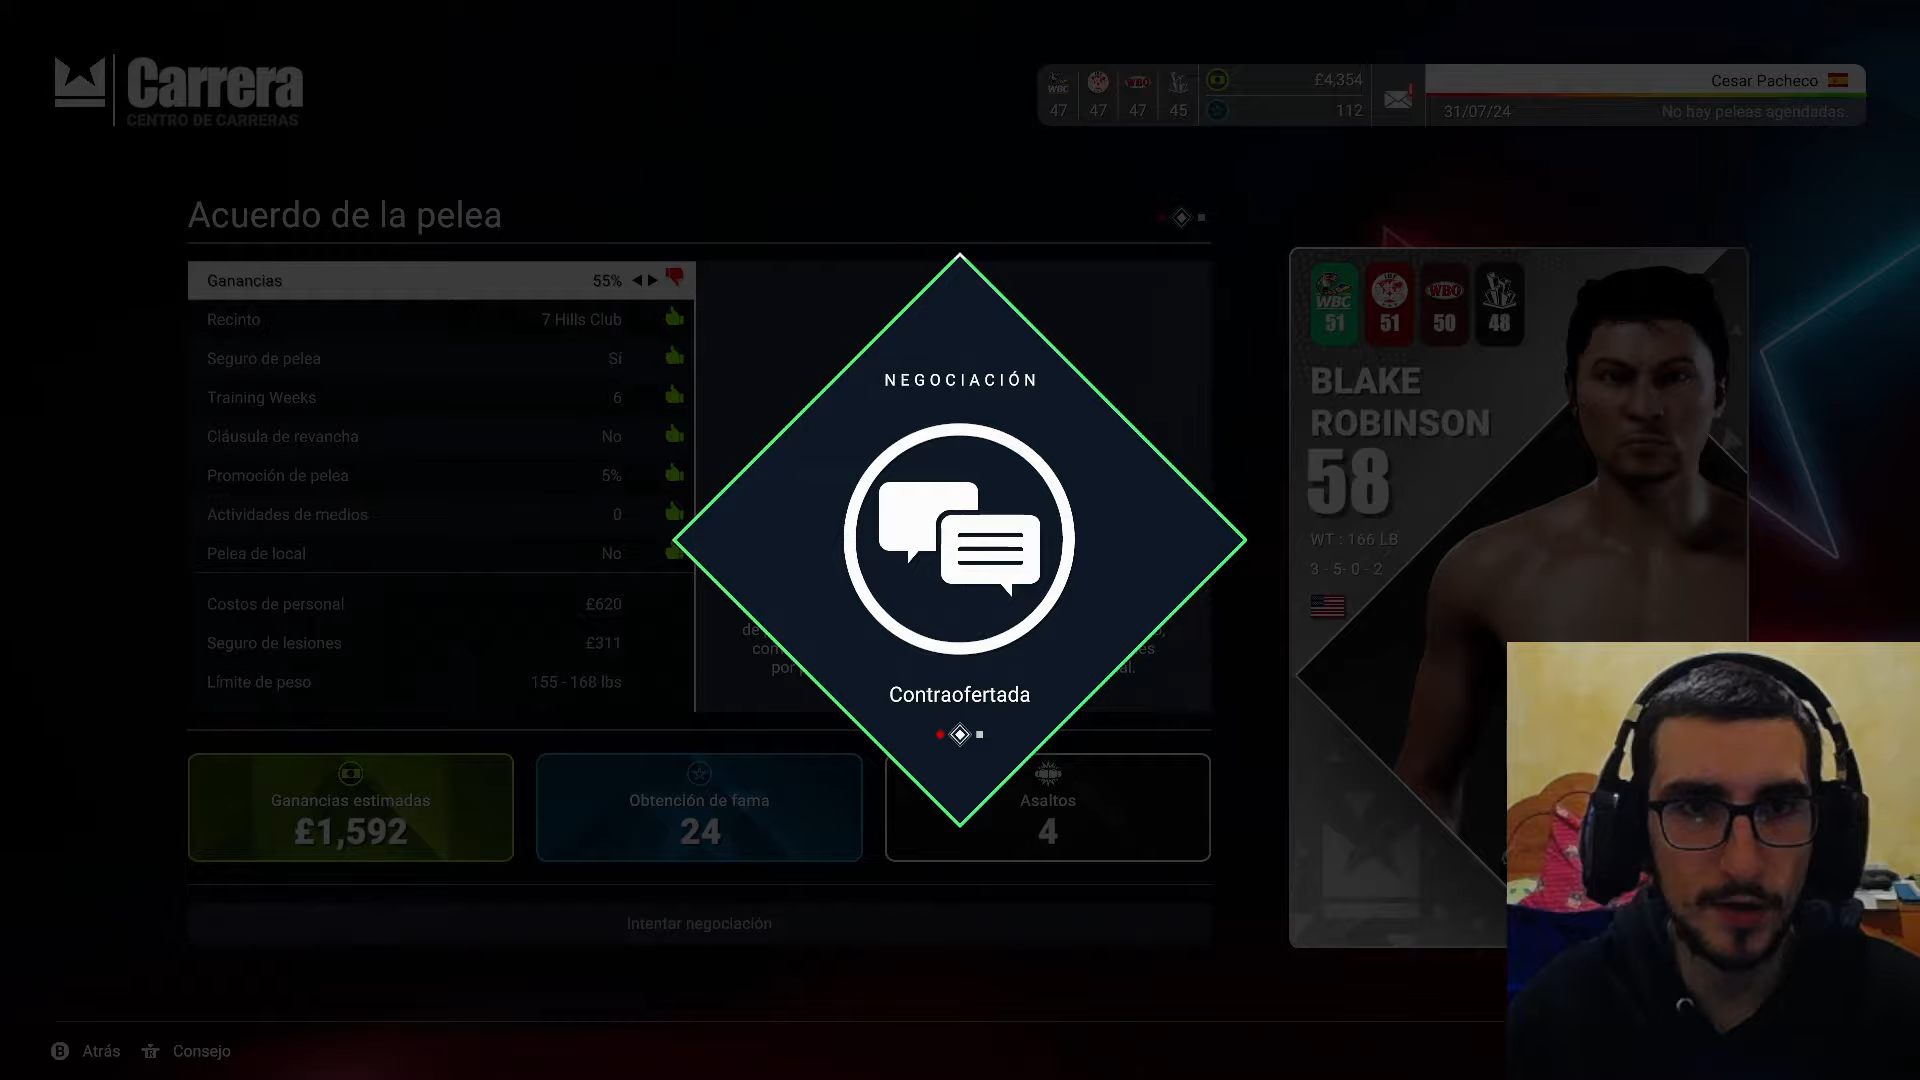 Carrera
CENTRO DE CARRERAS
WBC
WBO
47
47
47
45
£4,354
112
Cesar Pacheco
31/07/24
No hay peleas agendadas.
Acuerdo de la pelea
Ganancias 55%
Recinto 7 Hills Club
Seguro de pelea Sí
Training Weeks 6
Cláusula de revancha No
Promoción de pelea 5%
Actividades de medios 0
Pelea de local No
Costos de personal £620
Seguro de lesiones £311
Límite de peso 155 - 168 lbs
NEGOCIACIÓN
Contraofertada
Ganancias estimadas
£1,592
Obtención de fama
24
Asaltos
4
Intentar negociación
WBC
WBO
51
51
50
48
BLAKE
ROBINSON
58
WT : 166 LB
3 - 5- 0 - 2
B Atrás
R Consejo